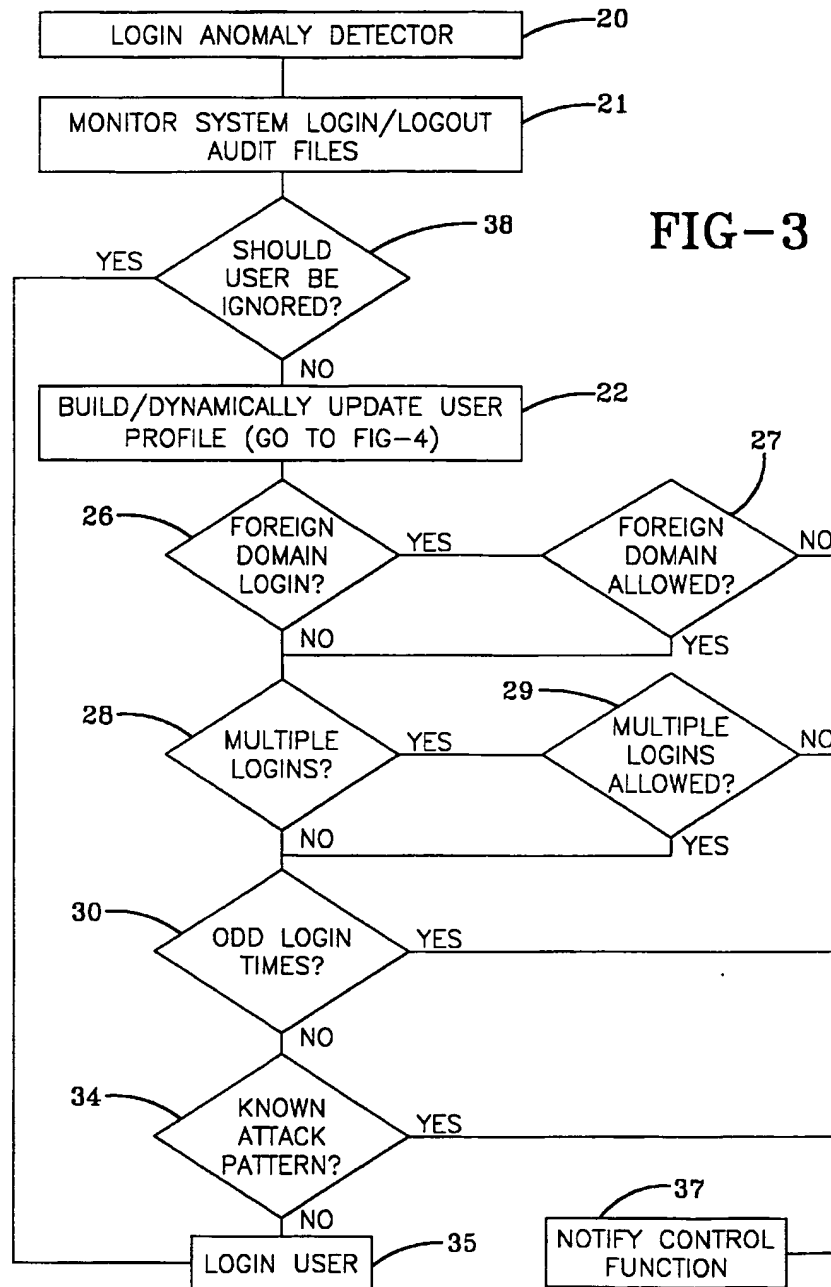 LOGIN ANOMALY DETECTOR
20
MONITOR SYSTEM LOGIN/LOGOUT
AUDIT FILES
21
FIG-3
SHOULD
USER BE
IGNORED?
38
YES
NO
BUILD/DYNAMICALLY UPDATE USER
PROFILE (GO TO FIG-4)
22
26
FOREIGN
DOMAIN
LOGIN?
YES
NO
27
FOREIGN
DOMAIN
ALLOWED?
NO
YES
28
MULTIPLE
LOGINS?
YES
NO
29
MULTIPLE
LOGINS
ALLOWED?
NO
YES
30
ODD LOGIN
TIMES?
YES
NO
34
KNOWN
ATTACK
PATTERN?
YES
NO
LOGIN USER
35
37
NOTIFY CONTROL
FUNCTION